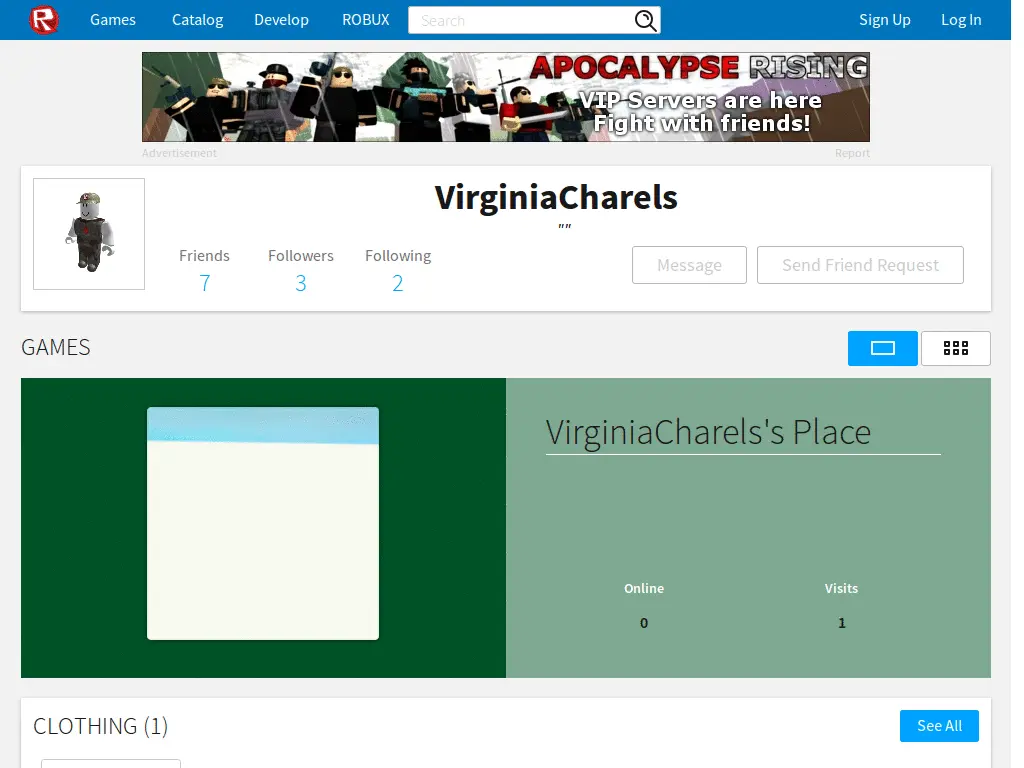 R Games Catalog Develop ROBUX Search Sign Up Log In
APOCALYPSE RISING
VIP Servers are here
Fight with friends!
Advertisement Report
VirginiaCharels
""
Friends Followers Following
7 3 2
Message Send Friend Request
GAMES
VirginiaCharels's Place
Online Visits
0 1
CLOTHING (1) See All